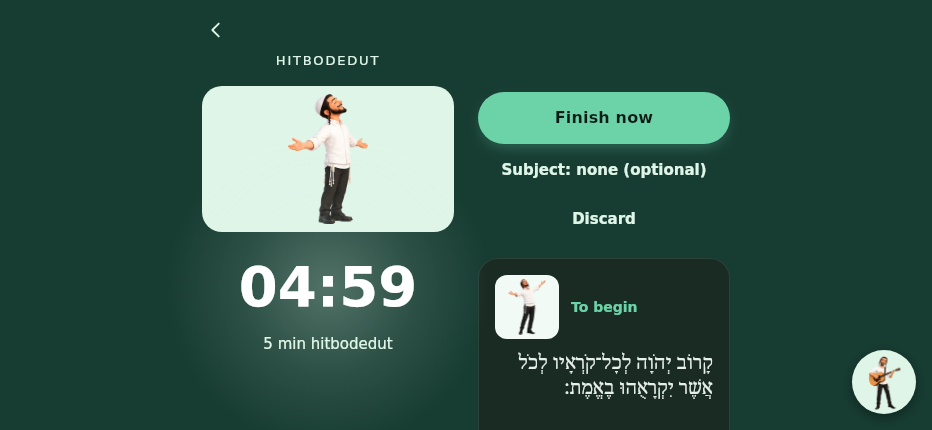 HITBODEDUT
04:59
5 min hitbodedut
Finish now
Subject: none (optional)
Discard
To begin
קָרוֹב יְהֹוָה לְכׇל־קֹרְאָיו לְכֹל
אֲשֶׁר יִקְרָאֻהוּ בֶאֱמֶת׃